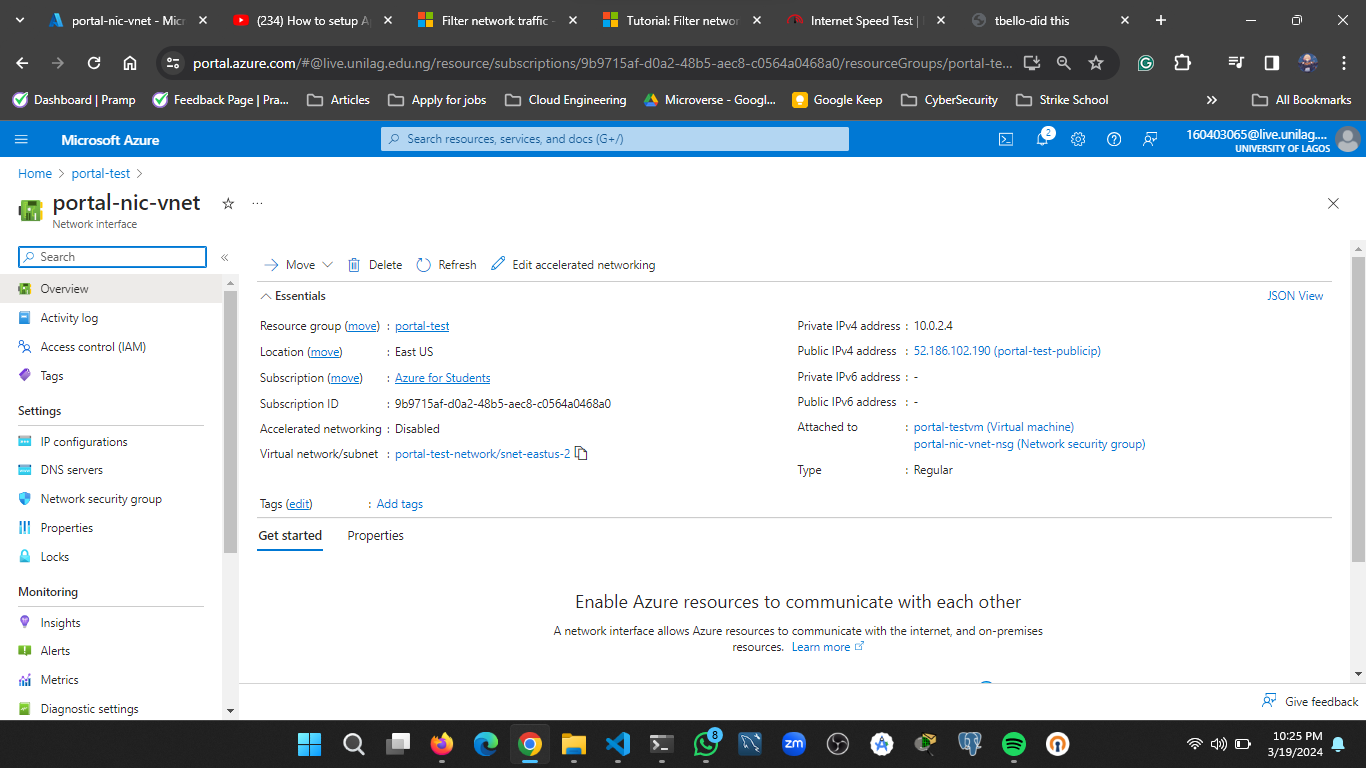 portal-nic-vnet - Micr
(234) How to setup A
Filter network traffic -
Tutorial: Filter networ
Internet Speed Test |
tbello-did this
portal.azure.com/#@live.unilag.edu.ng/resource/subscriptions/9b9715af-d0a2-48b5-aec8-c0564a0468a0/resourceGroups/portal-te...
Dashboard | Pramp
Feedback Page | Pra...
Articles
Apply for jobs
Cloud Engineering
Microverse - Googl...
Google Keep
CyberSecurity
Strike School
All Bookmarks
Microsoft Azure
Search resources, services, and docs (G+/)
2
160403065@live.unilag....
UNIVERSITY OF LAGOS
Home > portal-test >
portal-nic-vnet
Network interface
Search
Overview
Activity log
Access control (IAM)
Tags
Settings
IP configurations
DNS servers
Network security group
Properties
Locks
Monitoring
Insights
Alerts
Metrics
Diagnostic settings
Move
Delete
Refresh
Edit accelerated networking
Essentials
JSON View
Resource group (move) : portal-test
Location (move) : East US
Subscription (move) : Azure for Students
Subscription ID : 9b9715af-d0a2-48b5-aec8-c0564a0468a0
Accelerated networking : Disabled
Virtual network/subnet : portal-test-network/snet-eastus-2
Private IPv4 address : 10.0.2.4
Public IPv4 address : 52.186.102.190 (portal-test-publicip)
Private IPv6 address : -
Public IPv6 address : -
Attached to : portal-testvm (Virtual machine)
portal-nic-vnet-nsg (Network security group)
Type : Regular
Tags (edit) : Add tags
Get started
Properties
Enable Azure resources to communicate with each other
A network interface allows Azure resources to communicate with the internet, and on-premises
resources. Learn more
Give feedback
zm
8
10:25 PM
3/19/2024